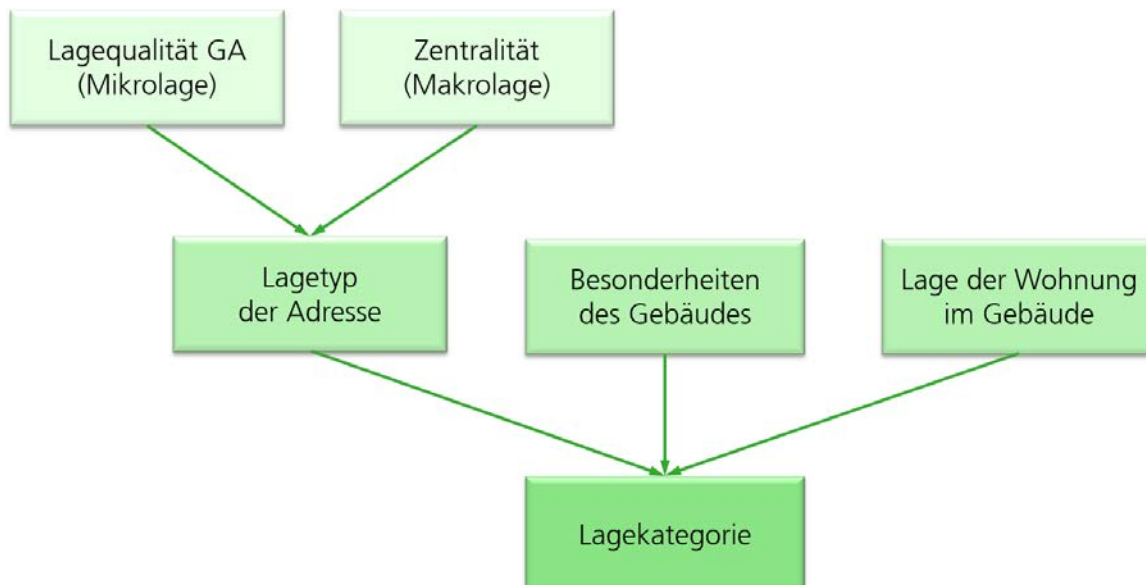 Lagequalität GA
(Mikrolage)
Zentralität
(Makrolage)
Lagetyp
der Adresse
Besonderheiten
des Gebäudes
Lage der Wohnung
im Gebäude
Lagekategorie